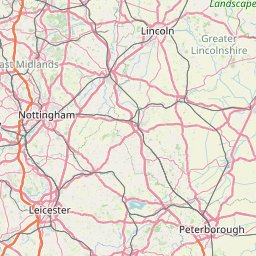 Landscape
Lincoln
Greater
Lincolnshire
East Midlands
Nottingham
Leicester
Peterborough